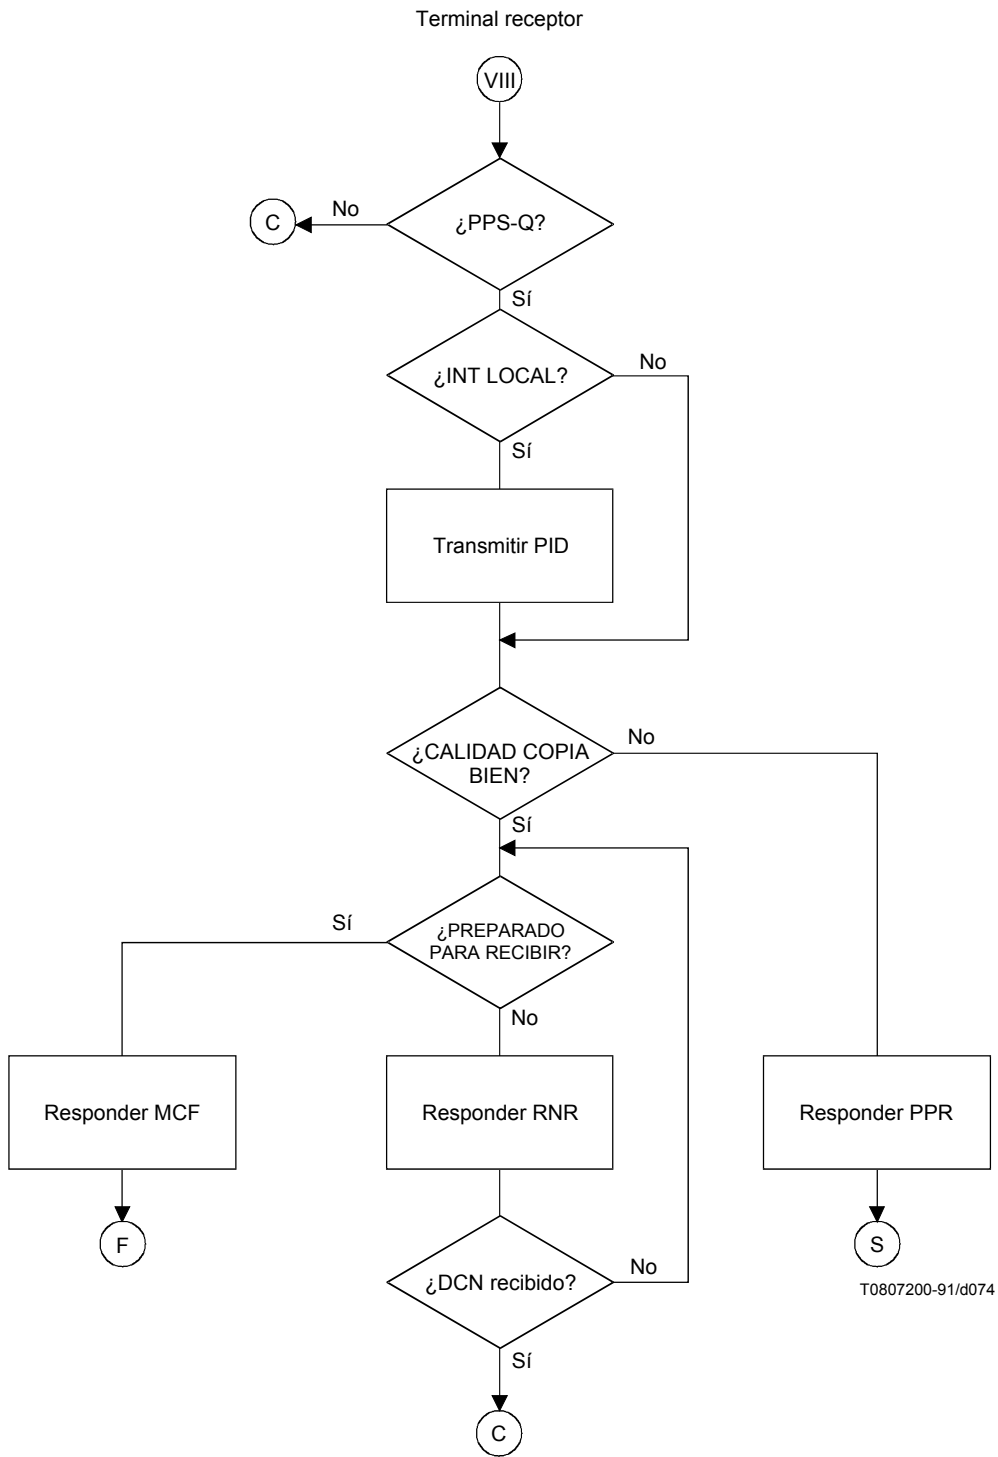 Terminal receptor
VIII
No
C
¿PPS-Q?
Sí
¿INT LOCAL?
No
Sí
Transmitir PID
¿CALIDAD COPIA
BIEN?
No
Sí
¿PREPARADO
PARA RECIBIR?
Sí
No
Responder MCF
Responder RNR
Responder PPR
F
¿DCN recibido?
No
S
T0807200-91/d074
Sí
C